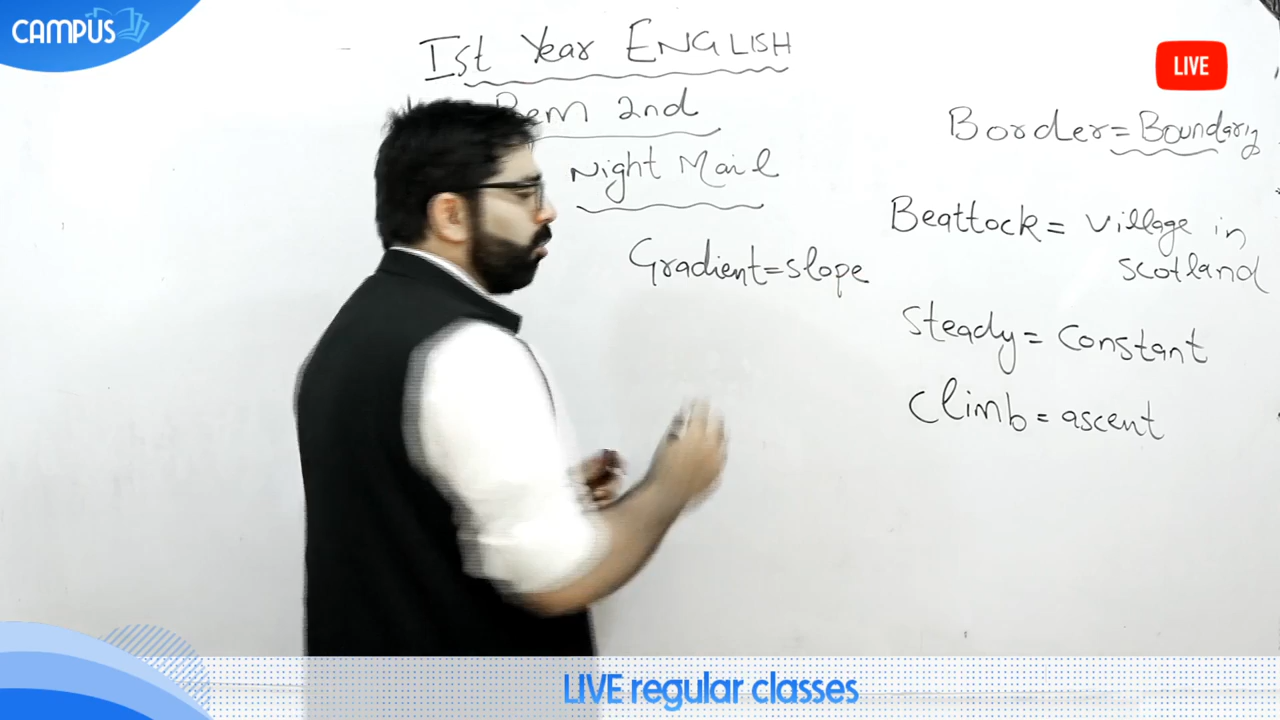 CAMPUS
LIVE
Ist Year ENGLISH
Poem 2nd
Night Mail
Gradient=slope
Border=Boundary
Beattock= village in
scotland
Steady= constant
Climb= ascent
LIVE regular classes